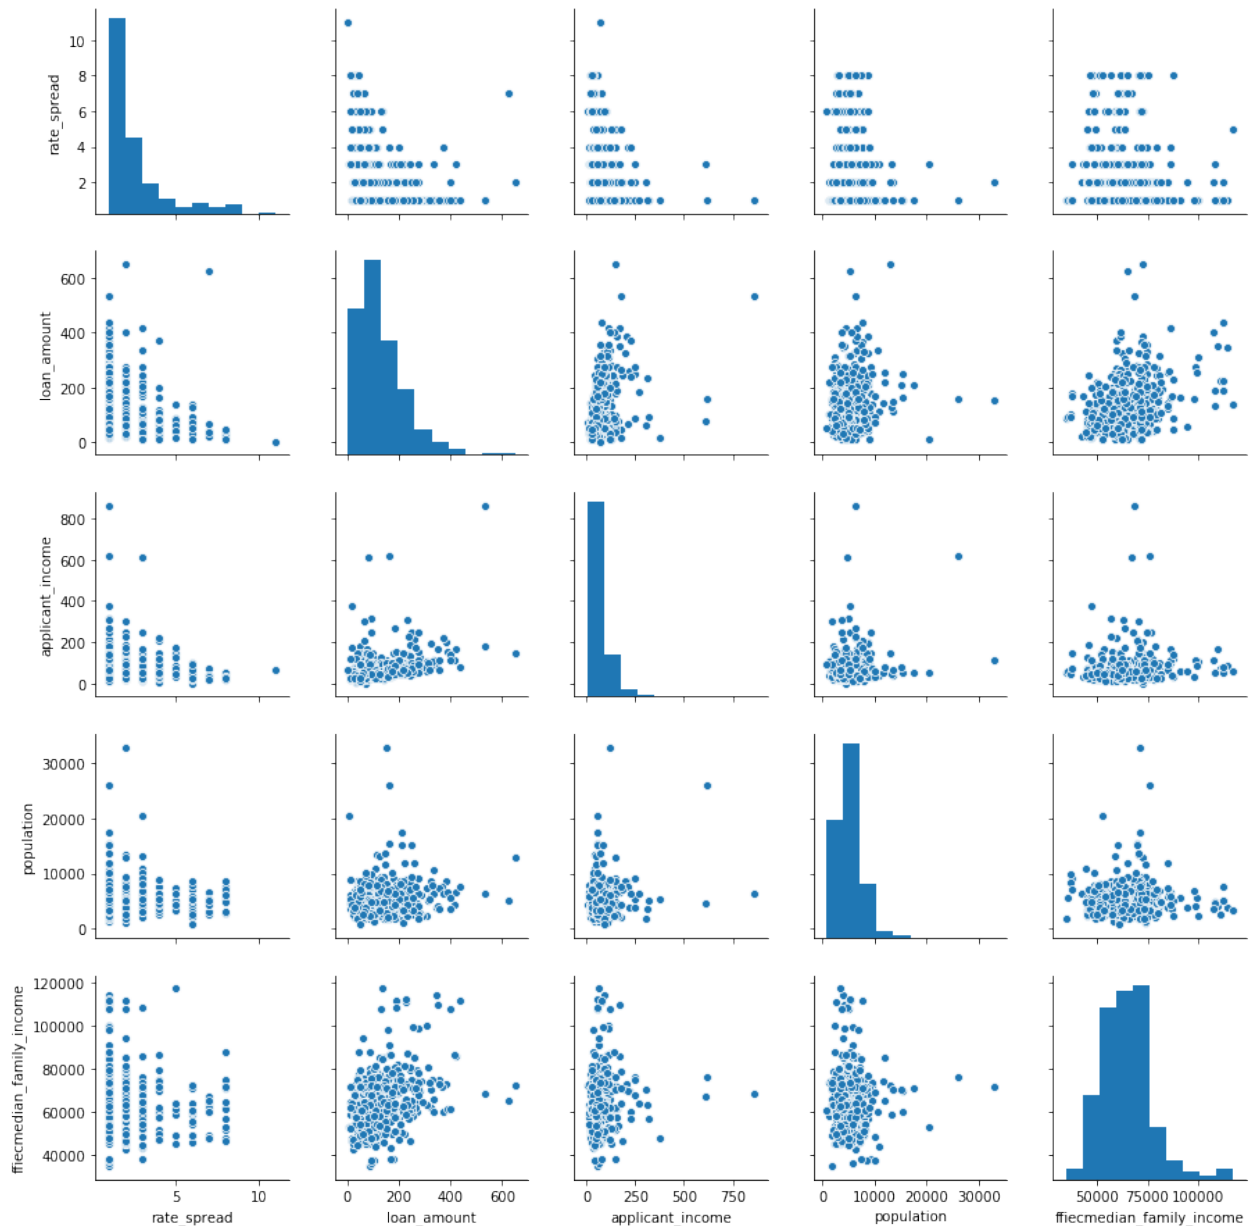 rate_spread
10
8
6
4
2
loan_amount
600
400
200
0
applicant_income
800
600
400
200
0
population
30000
20000
10000
0
ffiecmedian_family_income
120000
100000
80000
60000
40000
5 10
rate_spread
0 200 400 600
loan_amount
0 250 500 750
applicant_income
0 10000 20000 30000
population
50000 75000 100000
ffiecmedian_family_income